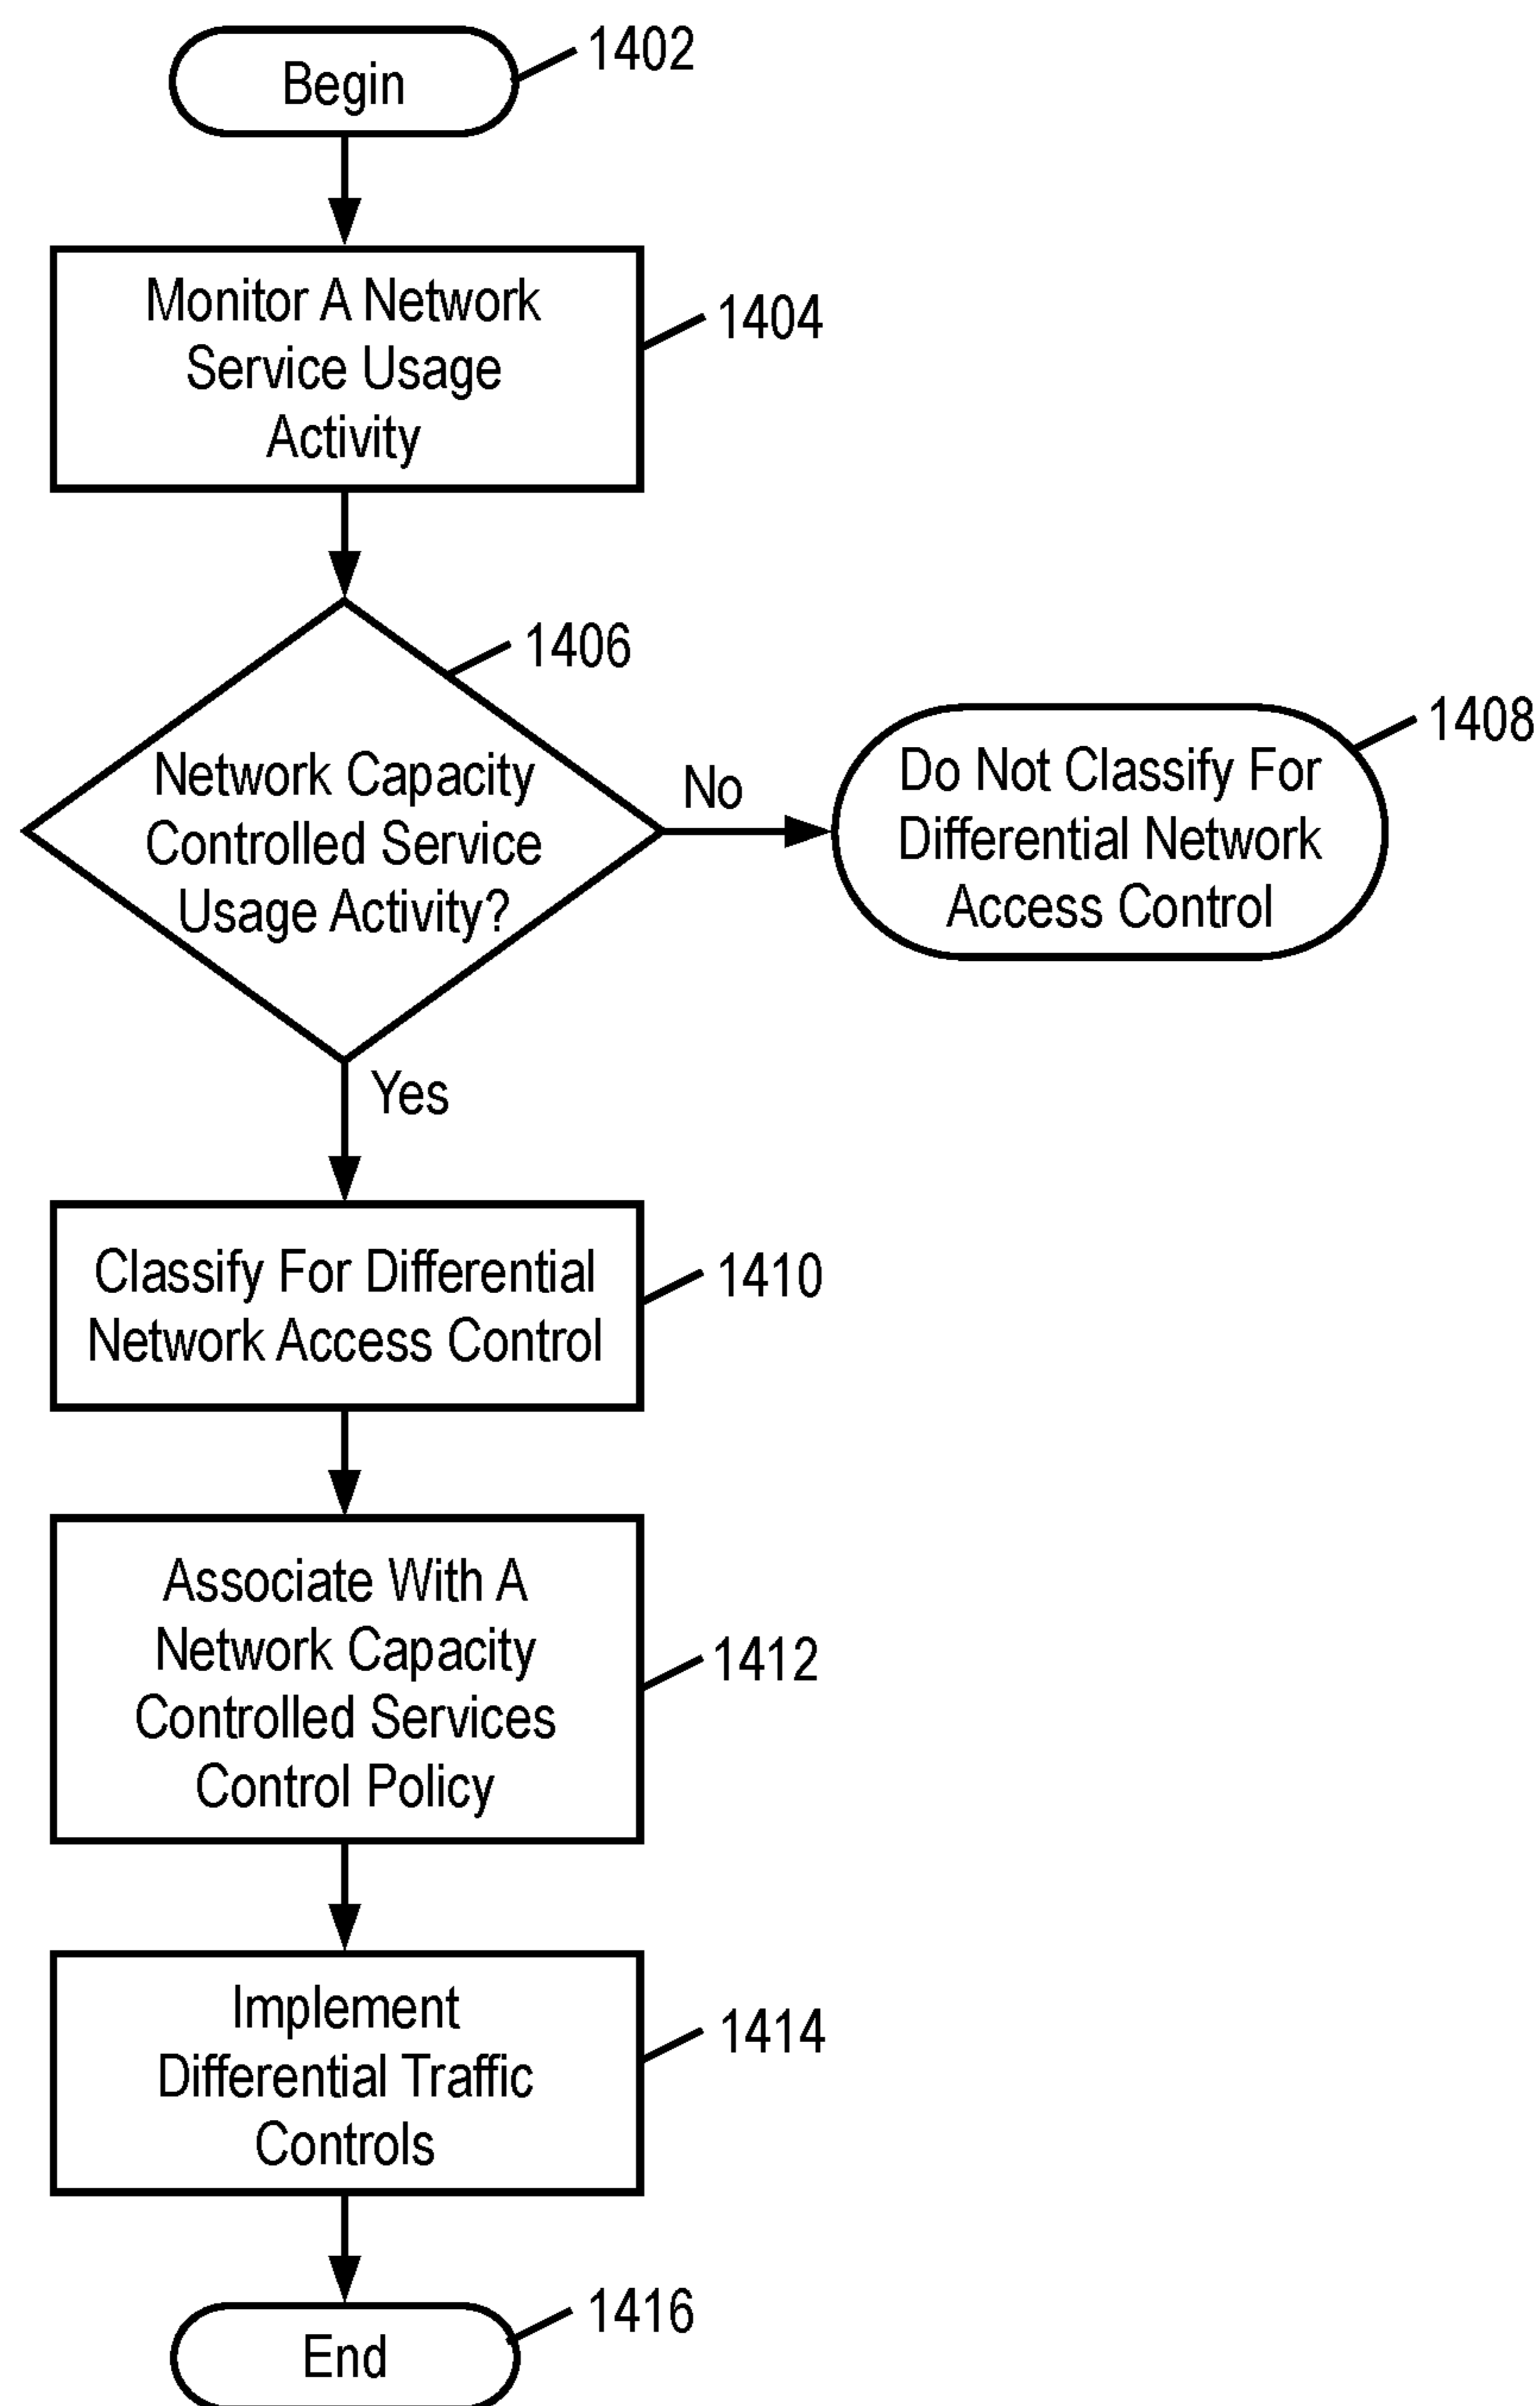 Begin
1402
Monitor A Network
Service Usage
Activity
1404
1406
Network Capacity
Controlled Service
Usage Activity?
No
Do Not Classify For
Differential Network
Access Control
1408
Yes
Classify For Differential
Network Access Control
1410
Associate With A
Network Capacity
Controlled Services
Control Policy
1412
Implement
Differential Traffic
Controls
1414
End
1416